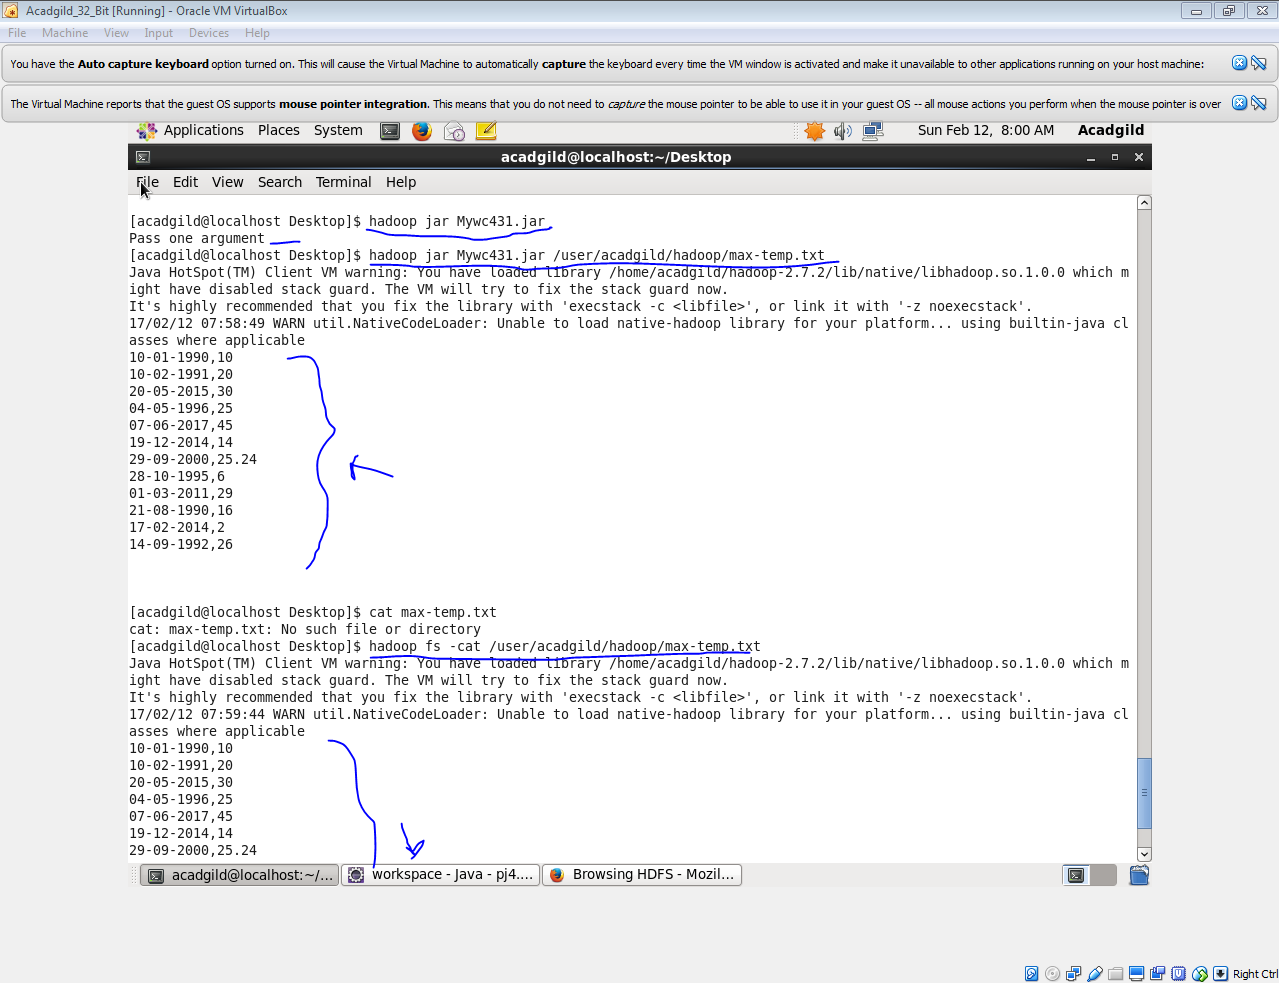 Acadgild_32_Bit [Running] - Oracle VM VirtualBox
File Machine View Input Devices Help
You have the Auto capture keyboard option turned on. This will cause the Virtual Machine to automatically capture the keyboard every time the VM window is activated and make it unavailable to other applications running on your host machine:
The Virtual Machine reports that the guest OS supports mouse pointer integration. This means that you do not need to capture the mouse pointer to be able to use it in your guest OS -- all mouse actions you perform when the mouse pointer is over
Applications Places System Sun Feb 12, 8:00 AM Acadgild
acadgild@localhost:~/Desktop
File Edit View Search Terminal Help
[acadgild@localhost Desktop]$ hadoop jar Mywc431.jar
Pass one argument
[acadgild@localhost Desktop]$ hadoop jar Mywc431.jar /user/acadgild/hadoop/max-temp.txt
Java HotSpot(TM) Client VM warning: You have loaded library /home/acadgild/hadoop-2.7.2/lib/native/libhadoop.so.1.0.0 which m
ight have disabled stack guard. The VM will try to fix the stack guard now.
It's highly recommended that you fix the library with 'execstack -c <libfile>', or link it with '-z noexecstack'.
17/02/12 07:58:49 WARN util.NativeCodeLoader: Unable to load native-hadoop library for your platform... using builtin-java cl
asses where applicable
10-01-1990,10
10-02-1991,20
20-05-2015,30
04-05-1996,25
07-06-2017,45
19-12-2014,14
29-09-2000,25.24
28-10-1995,6
01-03-2011,29
21-08-1990,16
17-02-2014,2
14-09-1992,26
[acadgild@localhost Desktop]$ cat max-temp.txt
cat: max-temp.txt: No such file or directory
[acadgild@localhost Desktop]$ hadoop fs -cat /user/acadgild/hadoop/max-temp.txt
Java HotSpot(TM) Client VM warning: You have loaded library /home/acadgild/hadoop-2.7.2/lib/native/libhadoop.so.1.0.0 which m
ight have disabled stack guard. The VM will try to fix the stack guard now.
It's highly recommended that you fix the library with 'execstack -c <libfile>', or link it with '-z noexecstack'.
17/02/12 07:59:44 WARN util.NativeCodeLoader: Unable to load native-hadoop library for your platform... using builtin-java cl
asses where applicable
10-01-1990,10
10-02-1991,20
20-05-2015,30
04-05-1996,25
07-06-2017,45
19-12-2014,14
29-09-2000,25.24
acadgild@localhost:~/... workspace - Java - pj4.... Browsing HDFS - Mozil...
Right Ctrl